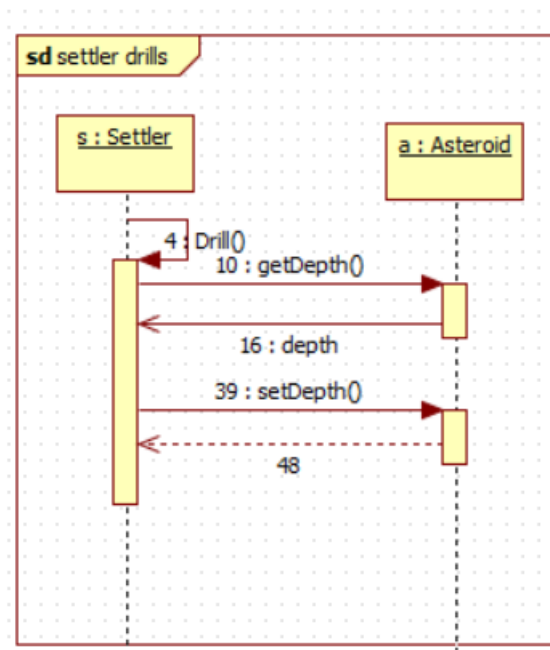 sd settler drills
s : Settler
a : Asteroid
4 : Drill()
10 : getDepth()
16 : depth
39 : setDepth()
48